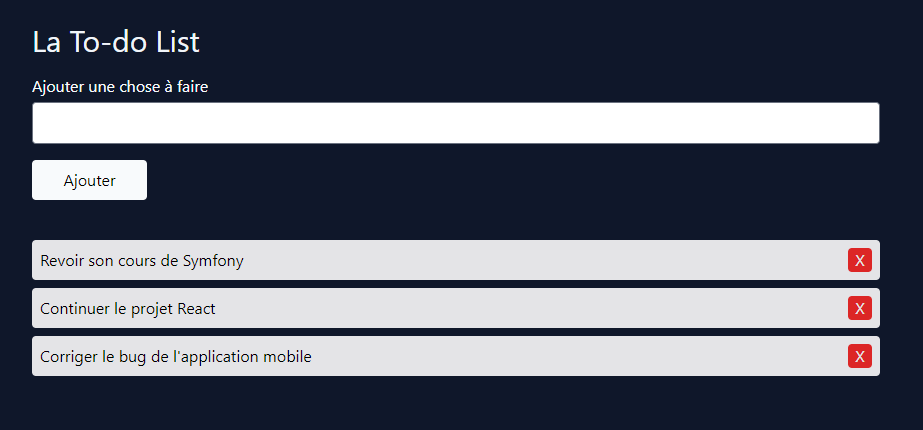 La To-do List
Ajouter une chose à faire
Ajouter
Revoir son cours de Symfony
X
Continuer le projet React
X
Corriger le bug de l'application mobile
X